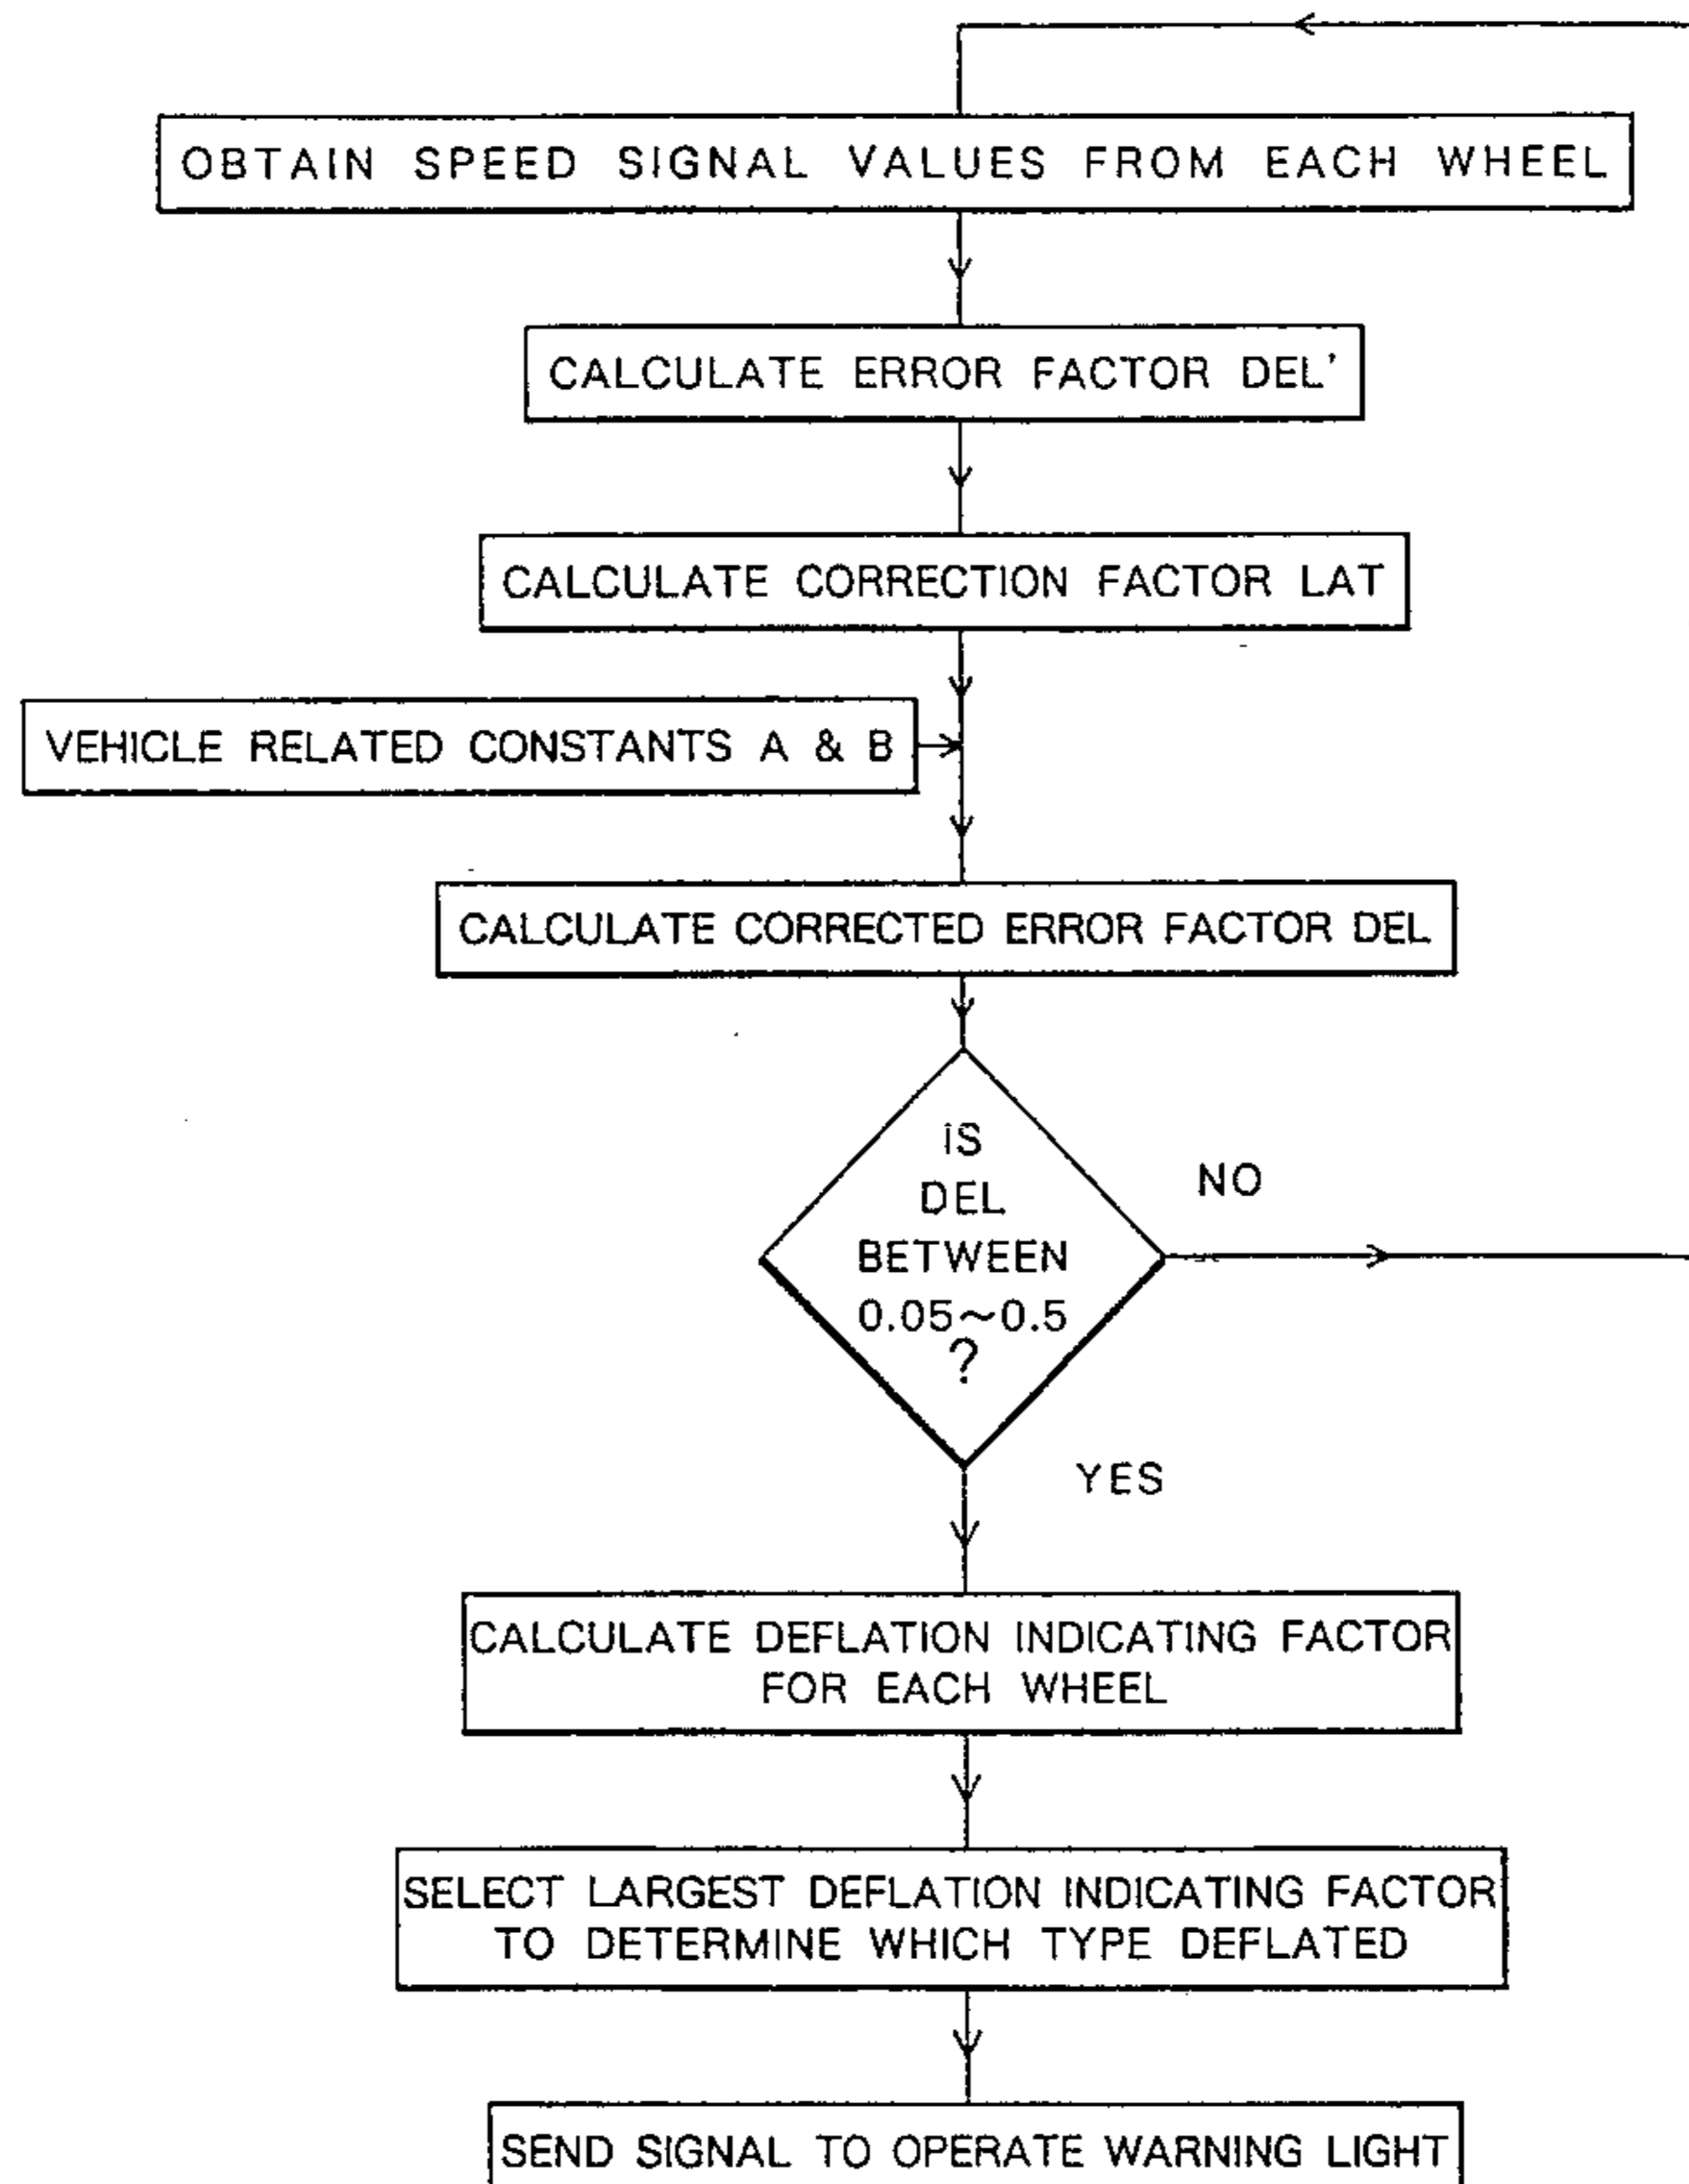 OBTAIN SPEED SIGNAL VALUES FROM EACH WHEEL
CALCULATE ERROR FACTOR DEL'
CALCULATE CORRECTION FACTOR LAT
VEHICLE RELATED CONSTANTS A & B
CALCULATE CORRECTED ERROR FACTOR DEL
IS
DEL
BETWEEN
0.05~0.5
?
NO
YES
CALCULATE DEFLATION INDICATING FACTOR
FOR EACH WHEEL
SELECT LARGEST DEFLATION INDICATING FACTOR
TO DETERMINE WHICH TYPE DEFLATED
SEND SIGNAL TO OPERATE WARNING LIGHT